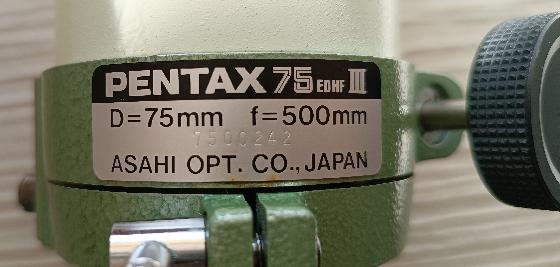 PENTAX 75 EDHF III
D=75mm f=500mm
7500242
ASAHI OPT. CO., JAPAN